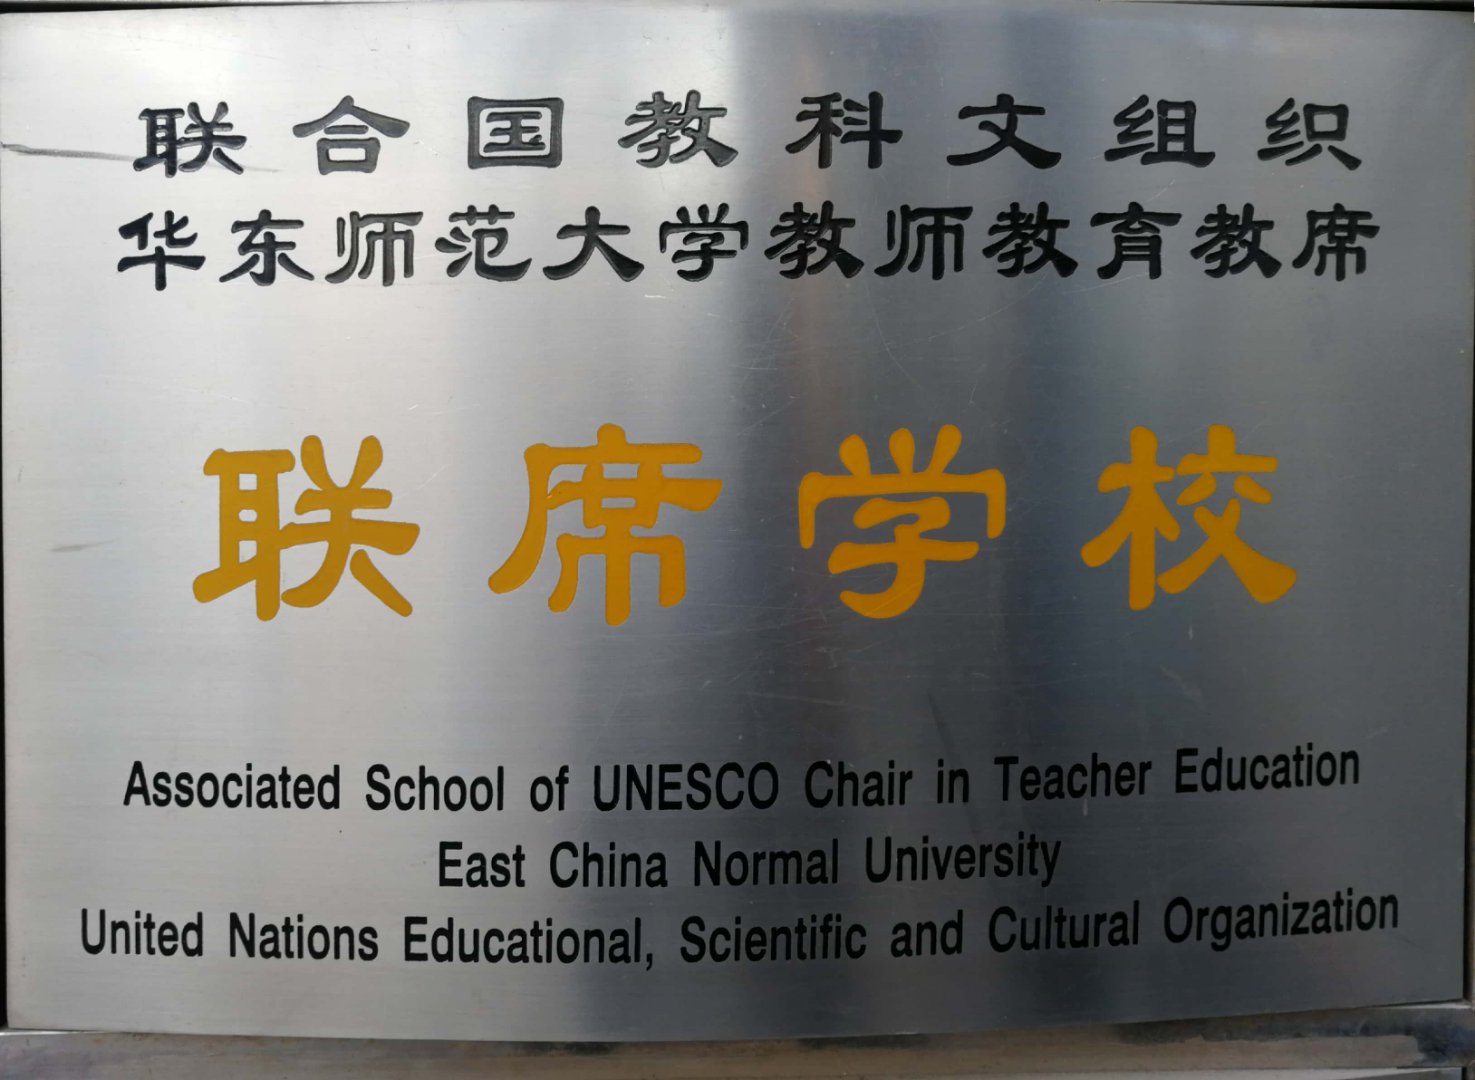 联合国教科文组织
华东师范大学教师教育教席
联席学校
Associated School of UNESCO Chair in Teacher Education
East China Normal University
United Nations Educational, Scientific and Cultural Organization